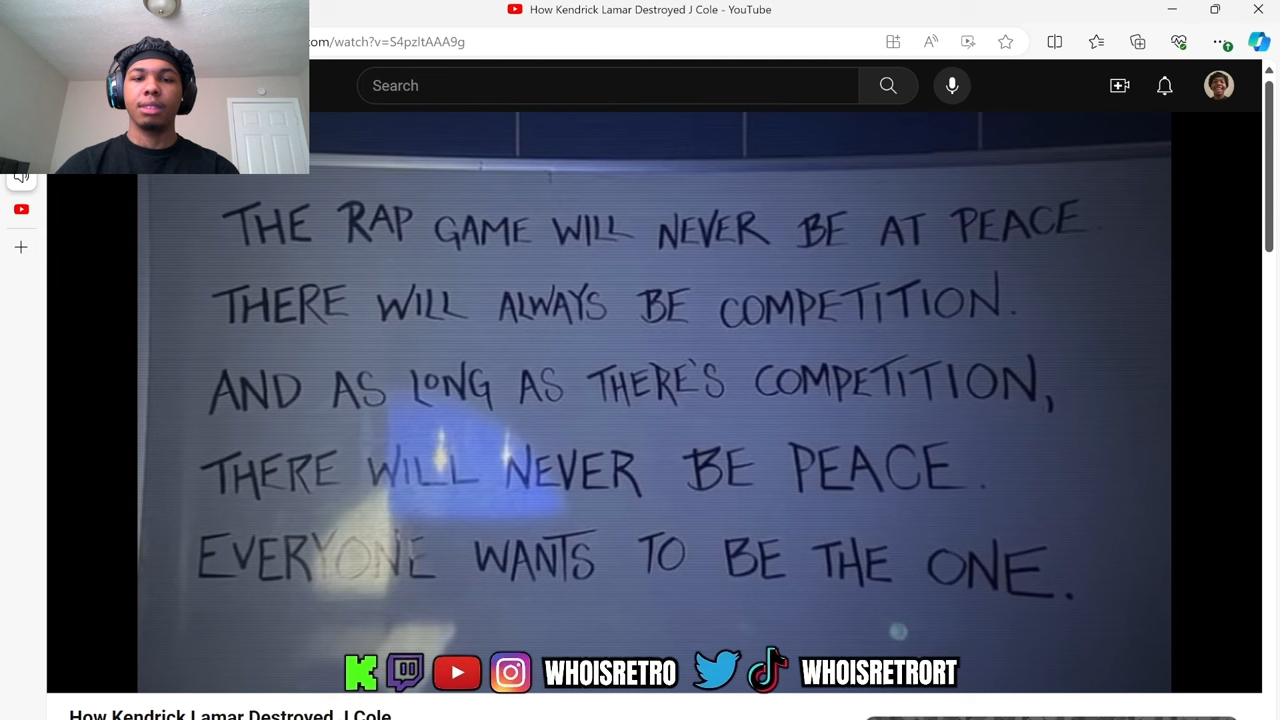 How Kendrick Lamar Destroyed J Cole - YouTube
com/watch?v=S4pzltAAA9g
Search
THE RAP GAME WILL NEVER BE AT PEACE.
THERE WILL ALWAYS BE COMPETITION.
AND AS LONG AS THERE'S COMPETITION,
THERE WILL NEVER BE PEACE.
EVERYONE WANTS TO BE THE ONE.
WHOISRETRO WHOISRETRORT
How Kendrick Lamar Destroyed J Cole